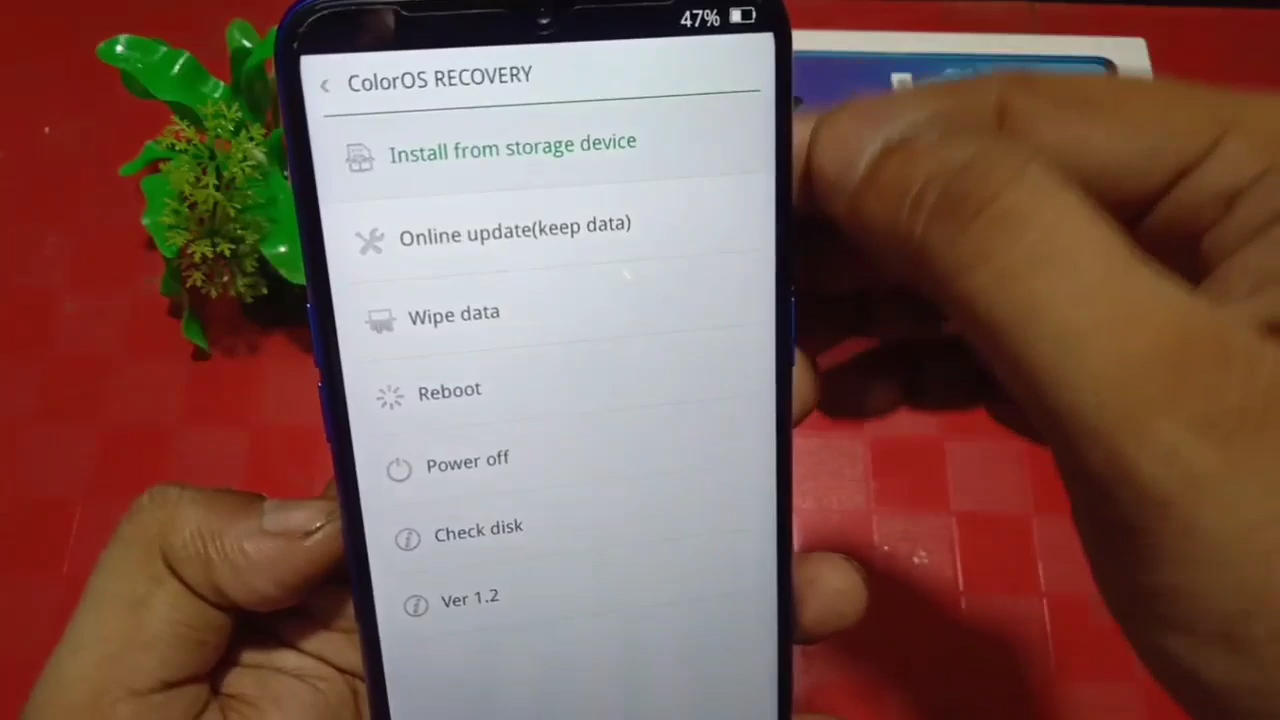 47%
ColorOS RECOVERY
Install from storage device
Online update(keep data)
Wipe data
Reboot
Power off
Check disk
Ver 1.2